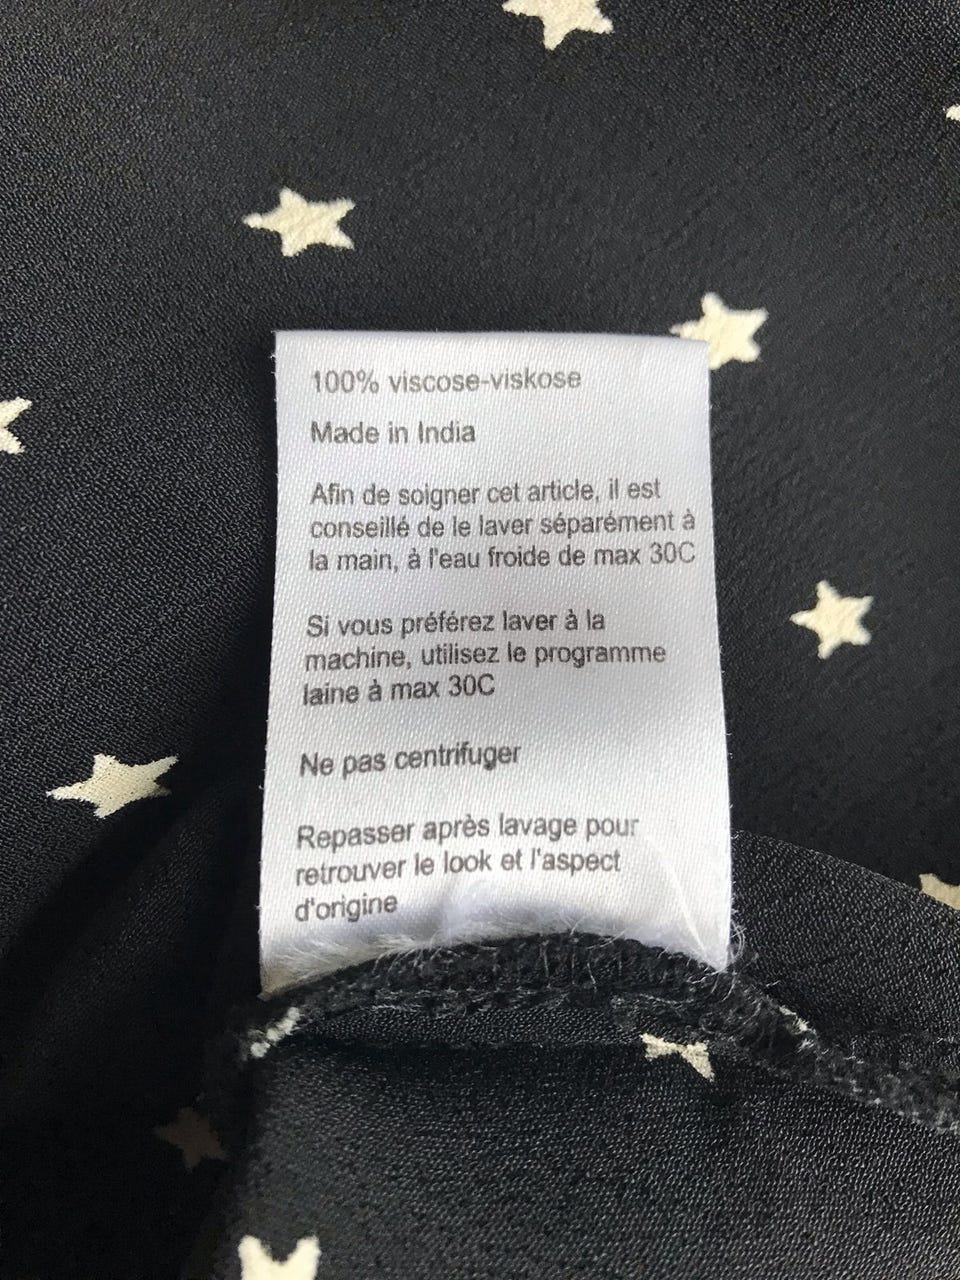 100% viscose-viskose
Made in India
Afin de soigner cet article, il est
conseillé de le laver séparément à
la main, à l'eau froide de max 30C
Si vous préférez laver à la
machine, utilisez le programme
laine à max 30C
Ne pas centrifuger
Repasser après lavage pour
retrouver le look et l'aspect
d'origine